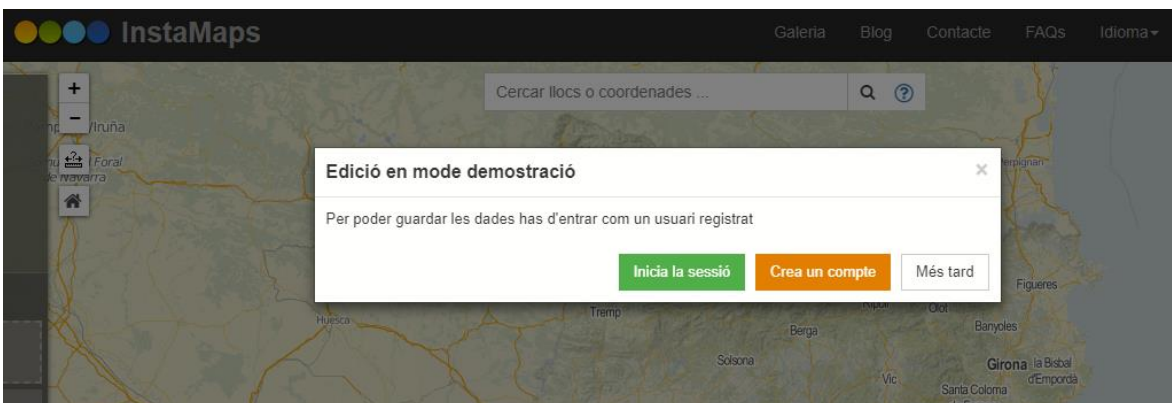 InstaMaps
Galeria Blog Contacte FAQs Idioma
+
Cercar llocs o coordenades ...
−
/Iruña
Foral
de Navarra
Edició en mode demostració ×
erpignan
Per poder guardar les dades has d'entrar com un usuari registrat
Inicia la sessió Crea un compte Més tard
Figueres
Huesca Tremp Ripoll Olot
Berga Banyoles
Solsona Girona la Bisbal
Vic d'Empordà
Santa Coloma